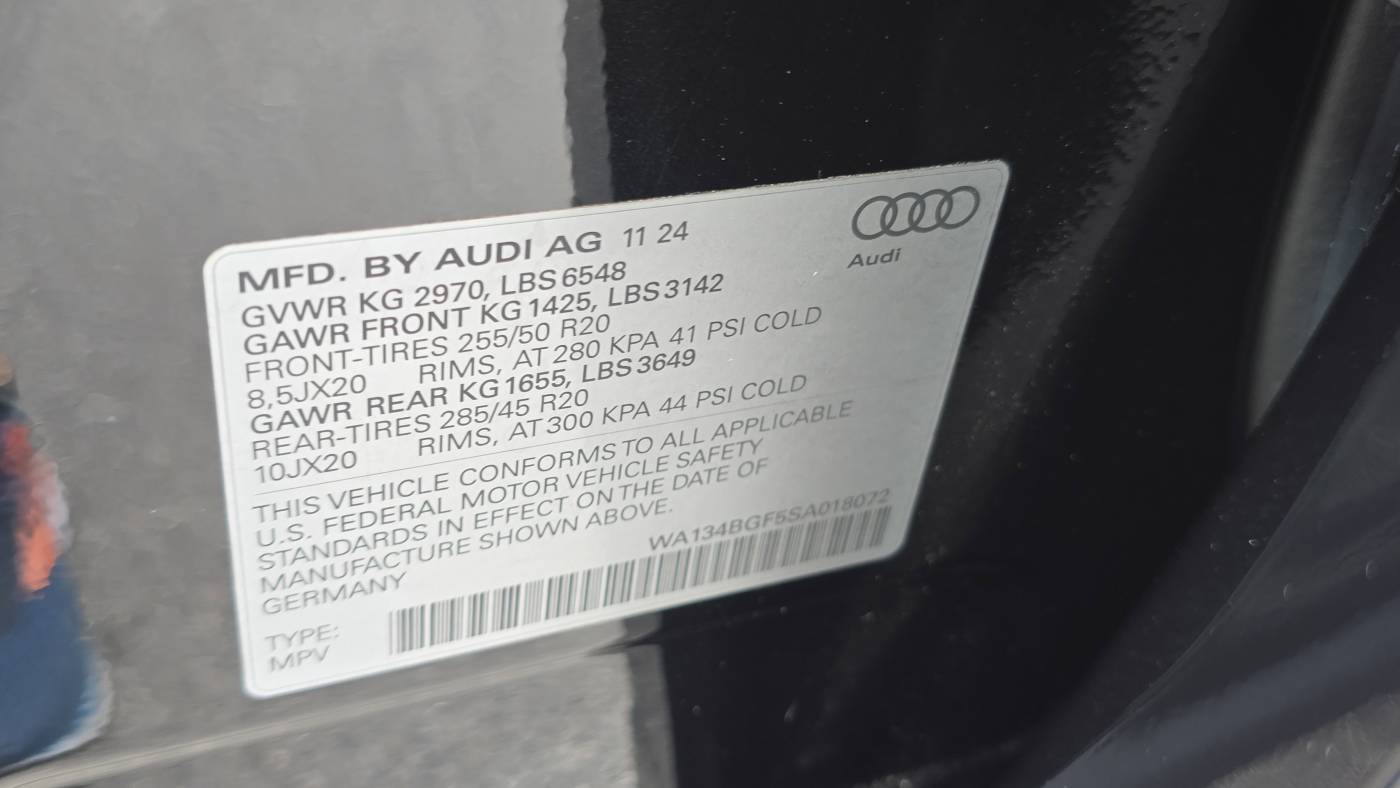 MFD. BY AUDI AG 11 24
Audi
GVWR KG 2970, LBS 6548
GAWR FRONT KG 1425, LBS 3142
FRONT-TIRES 255/50 R20
8,5JX20 RIMS, AT 280 KPA 41 PSI COLD
GAWR REAR KG 1655, LBS 3649
REAR-TIRES 285/45 R20
10JX20 RIMS, AT 300 KPA 44 PSI COLD
THIS VEHICLE CONFORMS TO ALL APPLICABLE
U.S. FEDERAL MOTOR VEHICLE SAFETY
STANDARDS IN EFFECT ON THE DATE OF
MANUFACTURE SHOWN ABOVE.
GERMANY
WA134BGF5SA018072
TYPE:
MPV